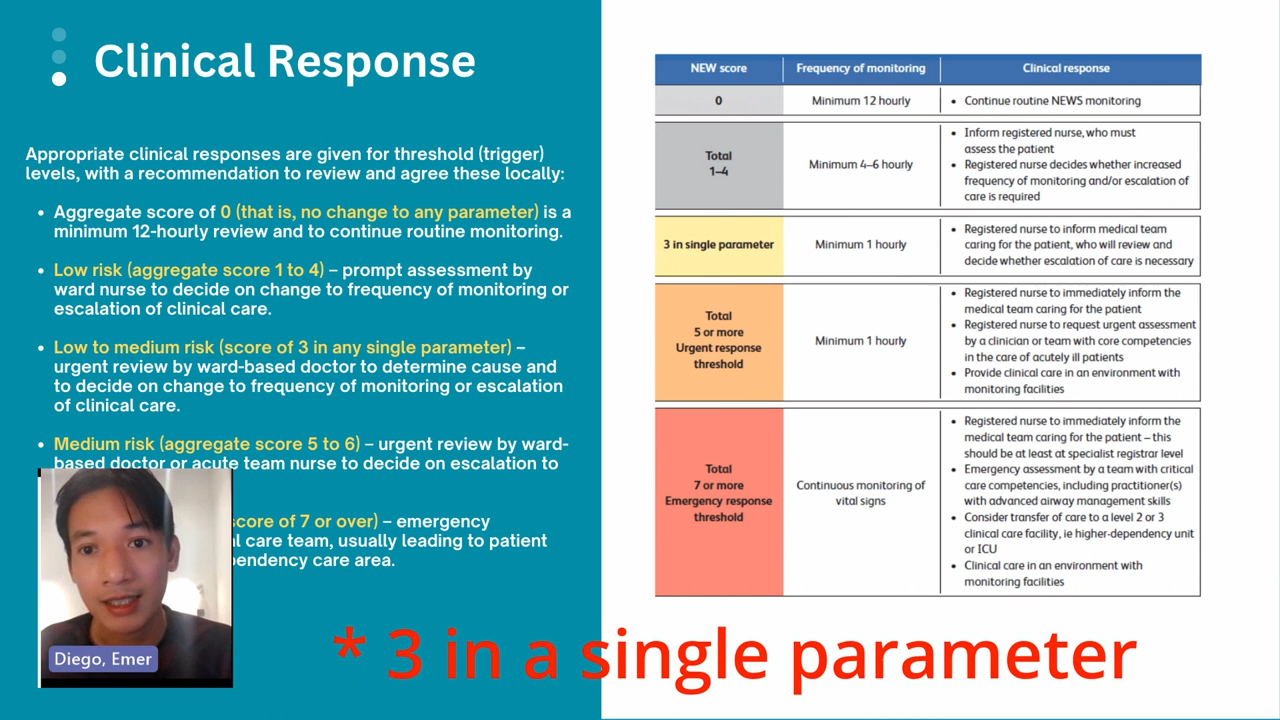 Clinical Response
Appropriate clinical responses are given for threshold (trigger)
levels, with a recommendation to review and agree these locally:
• Aggregate score of 0 (that is, no change to any parameter) is a
minimum 12-hourly review and to continue routine monitoring.
• Low risk (aggregate score 1 to 4) – prompt assessment by
ward nurse to decide on change to frequency of monitoring or
escalation of clinical care.
• Low to medium risk (score of 3 in any single parameter) –
urgent review by ward-based doctor to determine cause and
to decide on change to frequency of monitoring or escalation
of clinical care.
• Medium risk (aggregate score 5 to 6) – urgent review by ward-
based doctor or acute team nurse to decide on escalation to
score of 7 or over) – emergency
care team, usually leading to patient
care area.
Diego, Emer
NEW score
Frequency of monitoring
Clinical response
0
Minimum 12 hourly
• Continue routine NEWS monitoring
Total
1–4
Minimum 4–6 hourly
• Inform registered nurse, who must
assess the patient
• Registered nurse decides whether increased
frequency of monitoring and/or escalation of
care is required
3 in single parameter
Minimum 1 hourly
• Registered nurse to inform medical team
caring for the patient, who will review and
decide whether escalation of care is necessary
Total
5 or more
Urgent response
threshold
Minimum 1 hourly
• Registered nurse to immediately inform the
medical team caring for the patient
• Registered nurse to request urgent assessment
by a clinician or team with core competencies
in the care of acutely ill patients
• Provide clinical care in an environment with
monitoring facilities
Total
7 or more
Emergency response
threshold
Continuous monitoring of
vital signs
• Registered nurse to immediately inform the
medical team caring for the patient – this
should be at least at specialist registrar level
• Emergency assessment by a team with critical
care competencies, including practitioner(s)
with advanced airway management skills
• Consider transfer of care to a level 2 or 3
clinical care facility, ie higher-dependency unit
or ICU
• Clinical care in an environment with
monitoring facilities
* 3 in a single parameter